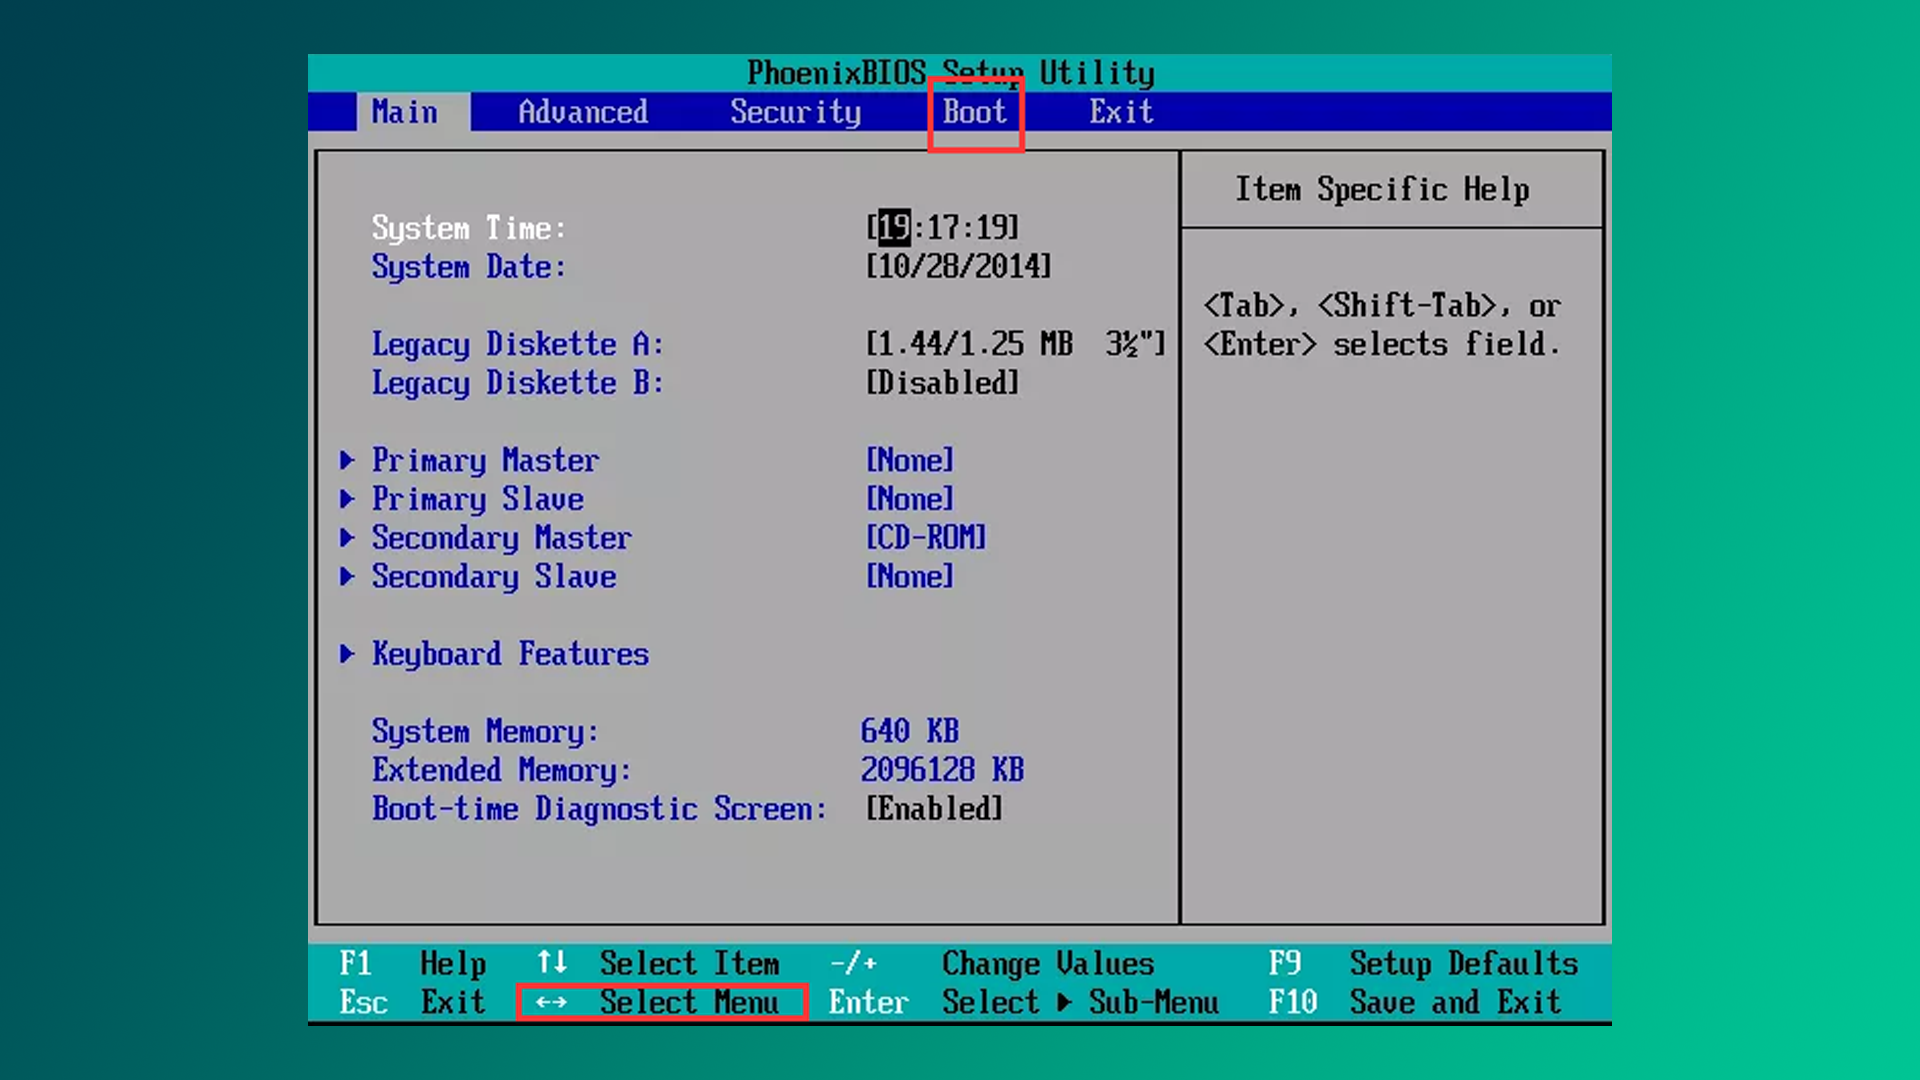 PhoenixBIOS Setup Utility
Main Advanced Security Boot Exit
Item Specific Help
System Time: [19:17:19]
System Date: [10/28/2014]
<Tab>, <Shift-Tab>, or
<Enter> selects field.
Legacy Diskette A: [1.44/1.25 MB 3½"]
Legacy Diskette B: [Disabled]
Primary Master [None]
Primary Slave [None]
Secondary Master [CD-ROM]
Secondary Slave [None]
Keyboard Features
System Memory: 640 KB
Extended Memory: 2096128 KB
Boot-time Diagnostic Screen: [Enabled]
F1 Help ↑↓ Select Item -/+ Change Values F9 Setup Defaults
Esc Exit ↔ Select Menu Enter Select ▶ Sub-Menu F10 Save and Exit